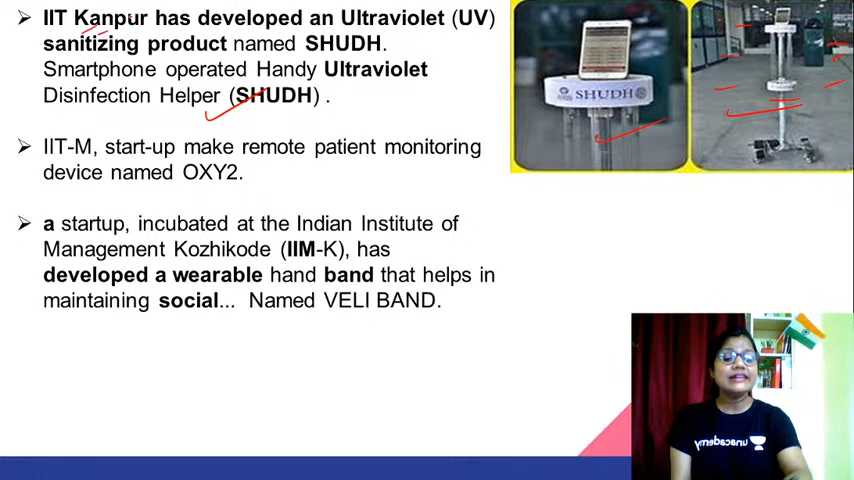 IIT Kanpur has developed an Ultraviolet (UV)
sanitizing product named SHUDH.
Smartphone operated Handy Ultraviolet
Disinfection Helper (SHUDH) .
IIT-M, start-up make remote patient monitoring
device named OXY2.
a startup, incubated at the Indian Institute of
Management Kozhikode (IIM-K), has
developed a wearable hand band that helps in
maintaining social... Named VELI BAND.
SHUDH
unacademy